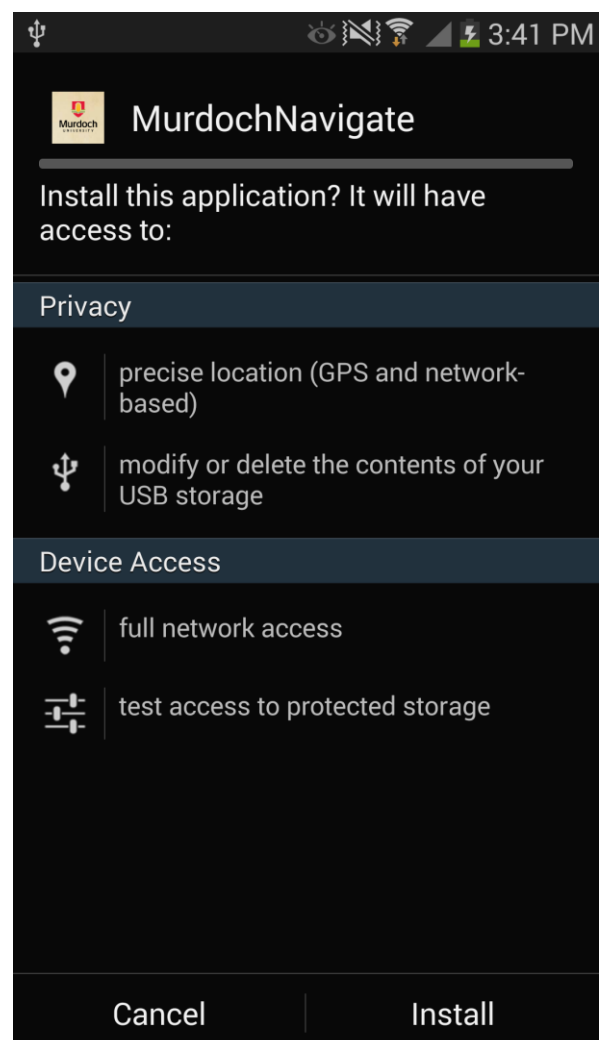 3:41 PM
Murdoch
UNIVERSITY
MurdochNavigate
Install this application? It will have
access to:
Privacy
precise location (GPS and network-
based)
modify or delete the contents of your
USB storage
Device Access
full network access
test access to protected storage
Cancel Install